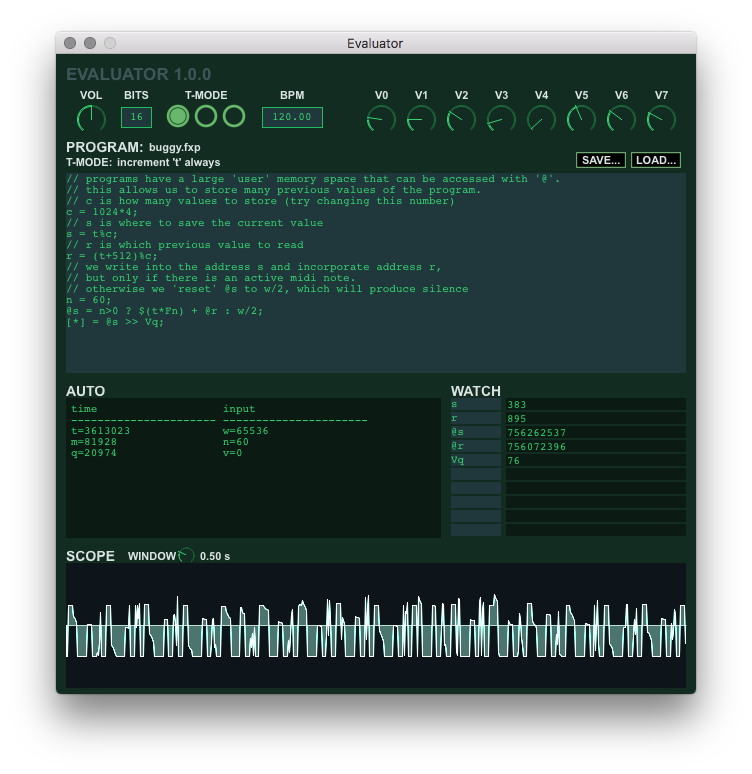 Evaluator
EVALUATOR 1.0.0
VOL BITS T-MODE BPM V0 V1 V2 V3 V4 V5 V6 V7
16 120.00
PROGRAM: buggy.fxp
T-MODE: increment 't' always SAVE... LOAD...
// programs have a large 'user' memory space that can be accessed with '@'.
// this allows us to store many previous values of the program.
// c is how many values to store (try changing this number)
c = 1024*4;
// s is where to save the current value
s = t%c;
// r is which previous value to read
r = (t+512)%c;
// we write into the address s and incorporate address r,
// but only if there is an active midi note.
// otherwise we 'reset' @s to w/2, which will produce silence
n = 60;
@s = n>0 ? $(t*Fn) + @r : w/2;
[*] = @s >> Vq;
AUTO
time input
---------------------- ----------------------
t=3613023 w=65536
m=81928 n=60
q=20974 v=0
WATCH
s 383
r 895
@s 756262537
@r 756072396
Vq 76
SCOPE WINDOW 0.50 s